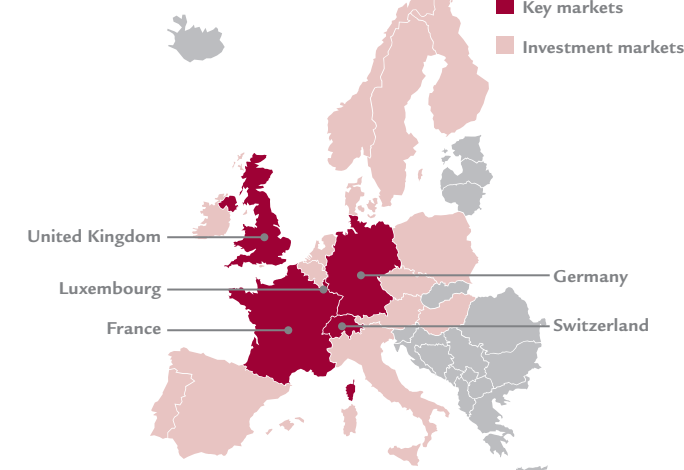 Key markets
Investment markets
United Kingdom
Germany
Luxembourg
Switzerland
France